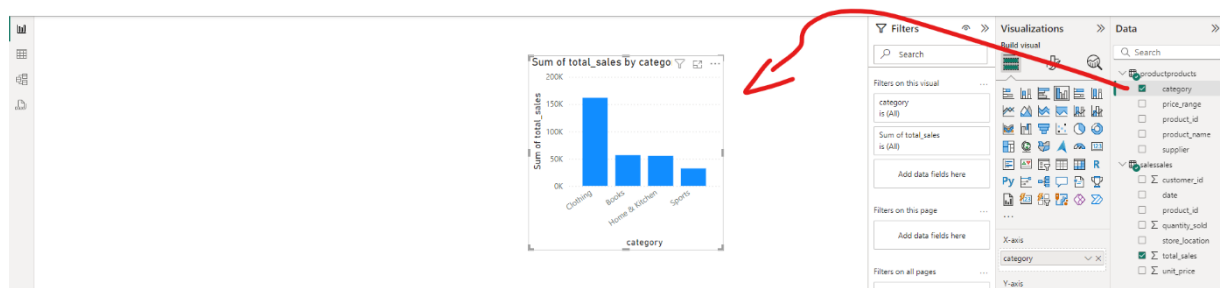 Sum of total_sales by catego
200K
150K
100K
50K
0K
Sum of total_sales
Clothing
Books
Home & Kitchen
Sports
category
Filters
Search
Filters on this visual
category
is (All)
Sum of total_sales
is (All)
Add data fields here
Filters on this page
Add data fields here
Filters on all pages
Visualizations
Build visual
123
R
Py
X-axis
category
Y-axis
Data
Search
productproducts
category
price_range
product_id
product_name
supplier
salessales
customer_id
date
product_id
quantity_sold
store_location
total_sales
unit_price